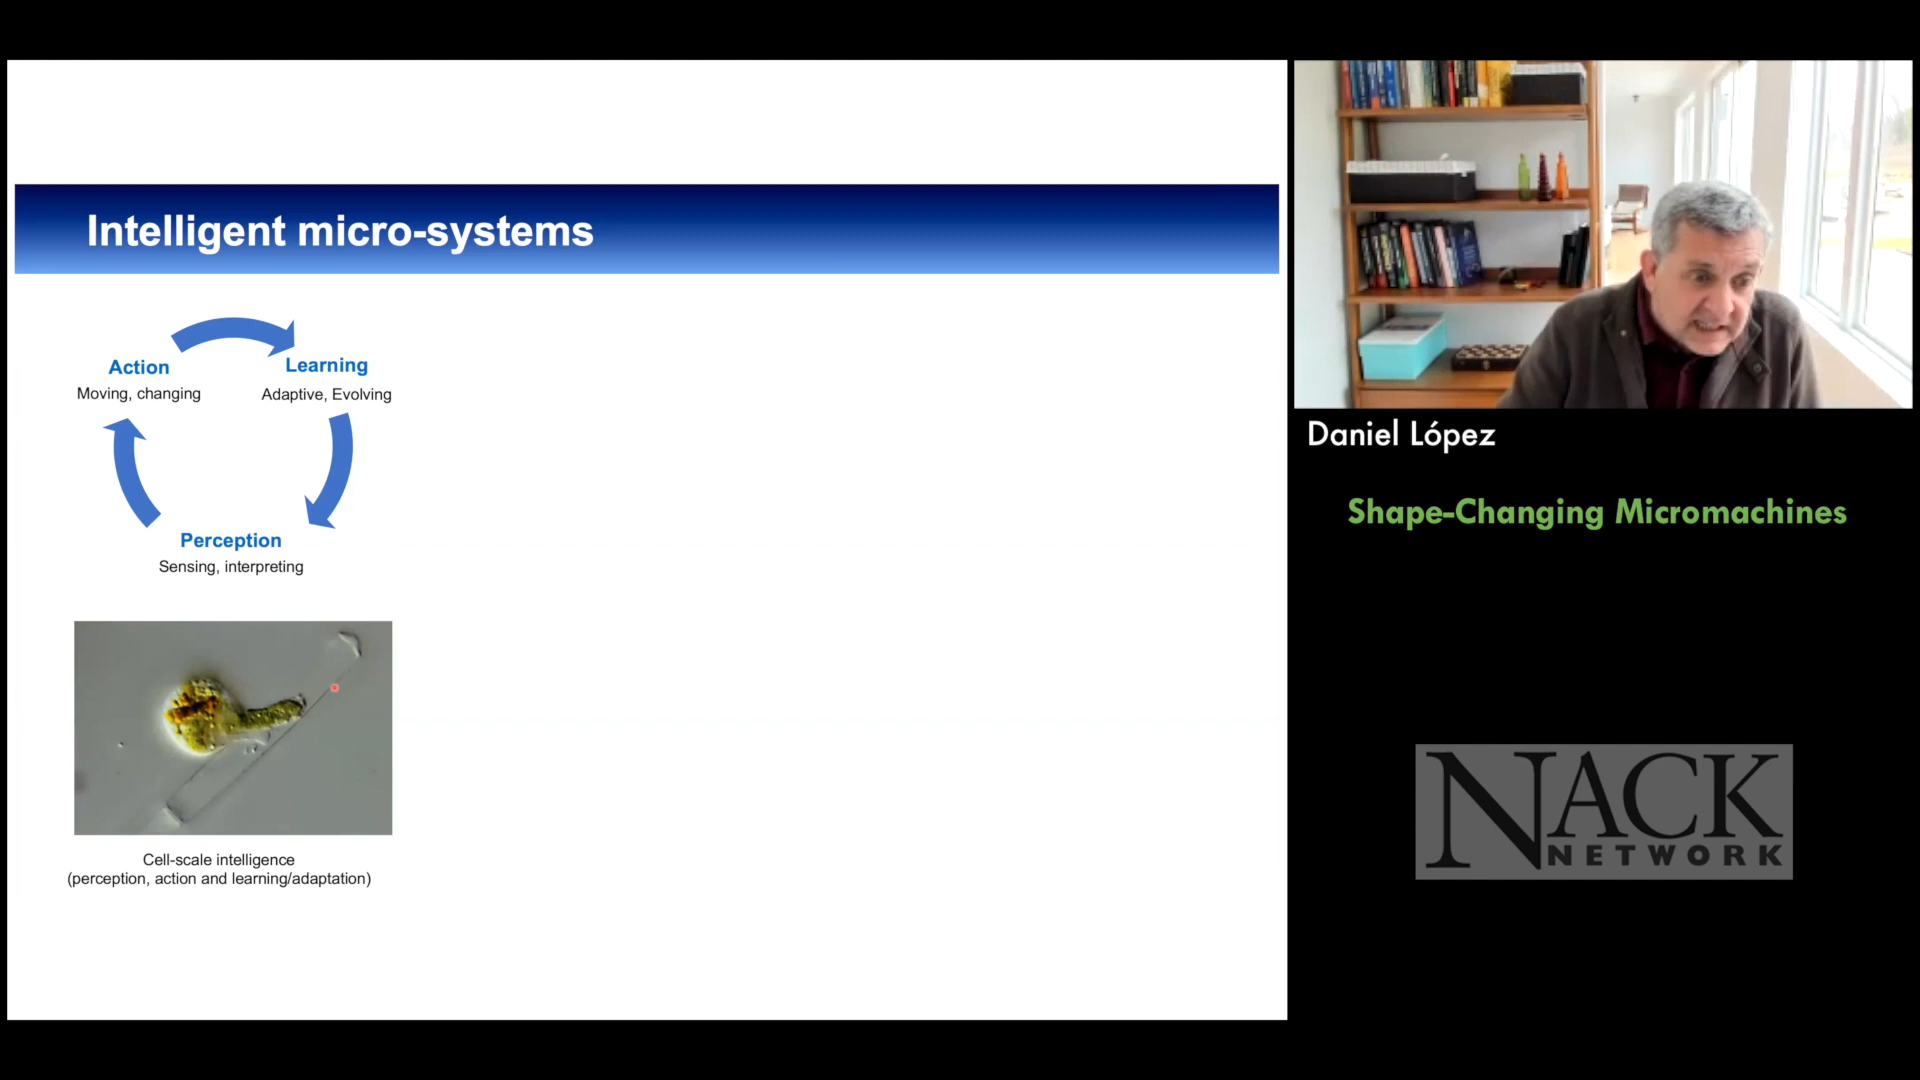 Intelligent micro-systems
Action
Moving, changing
Learning
Adaptive, Evolving
Perception
Sensing, interpreting
Cell-scale intelligence
(perception, action and learning/adaptation)
Daniel López
Shape-Changing Micromachines
NACK
NETWORK